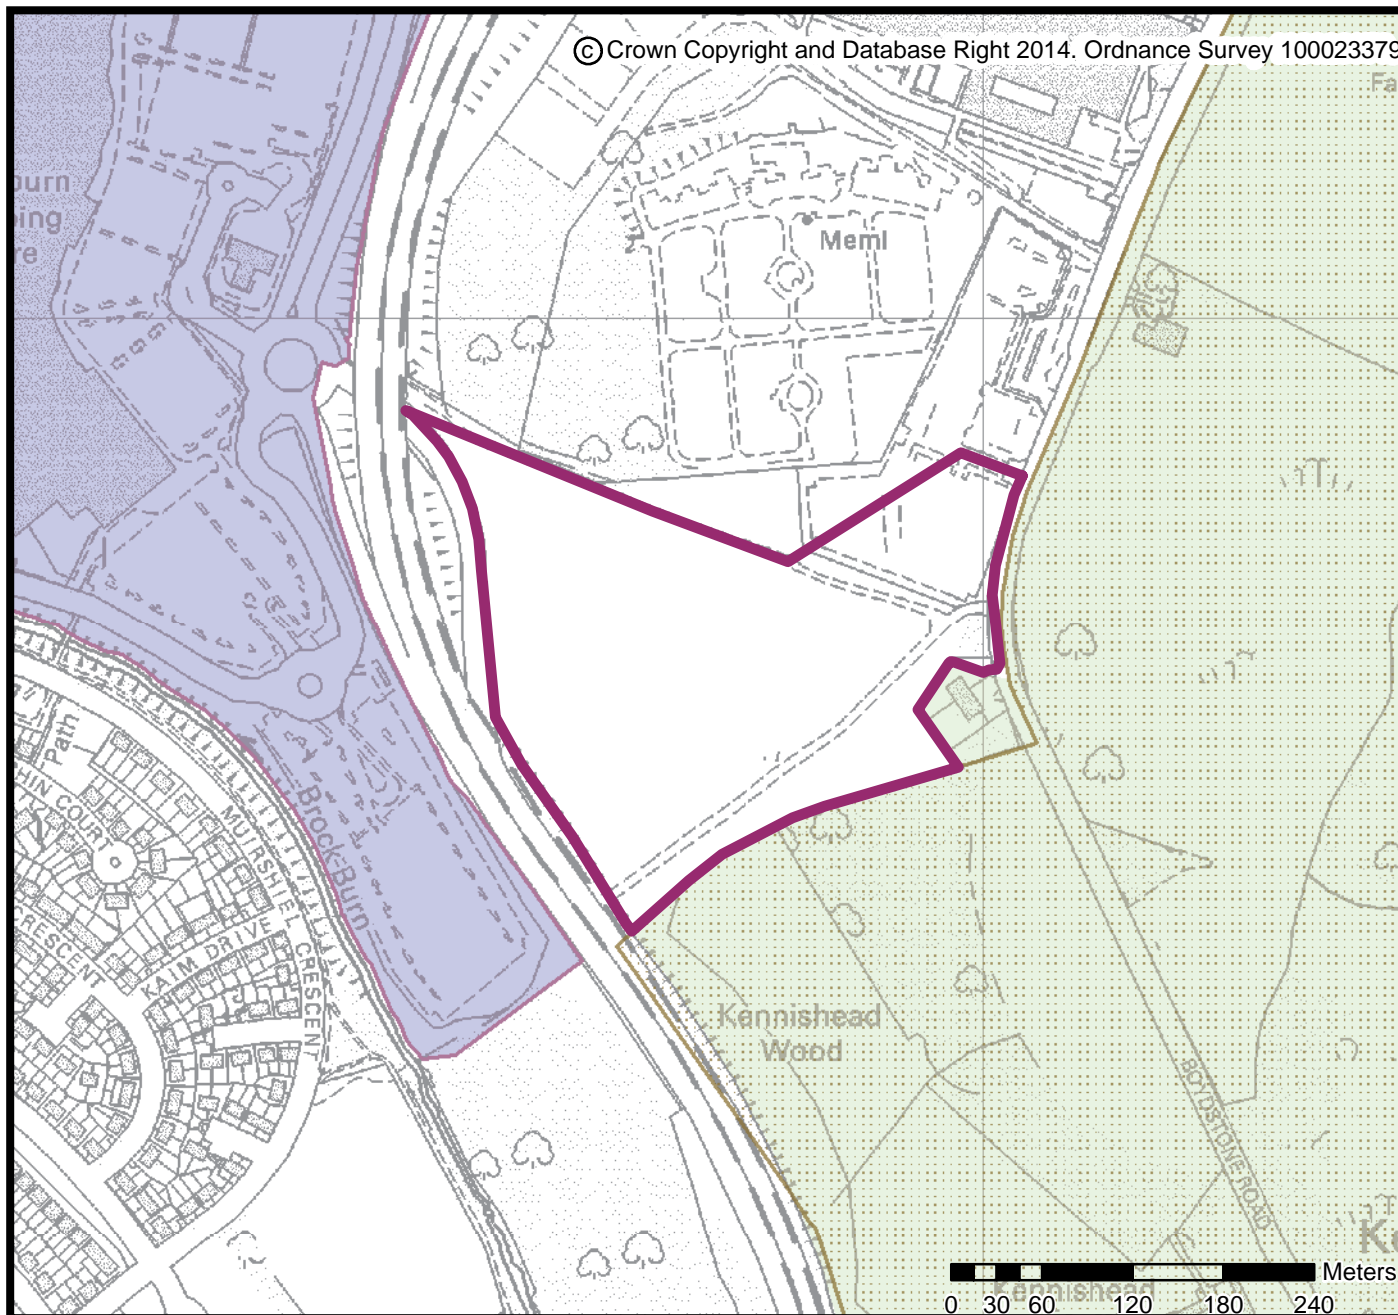 © Crown Copyright and Database Right 2014. Ordnance Survey 100023379
Meml
Path
MUIRSHIEL CRESCENT
KAIM DRIVE
CRESCENT
Brock Burn
Kennishead
Wood
BOYDSTONE ROAD
Kennishead
Meters
0 30 60 120 180 240